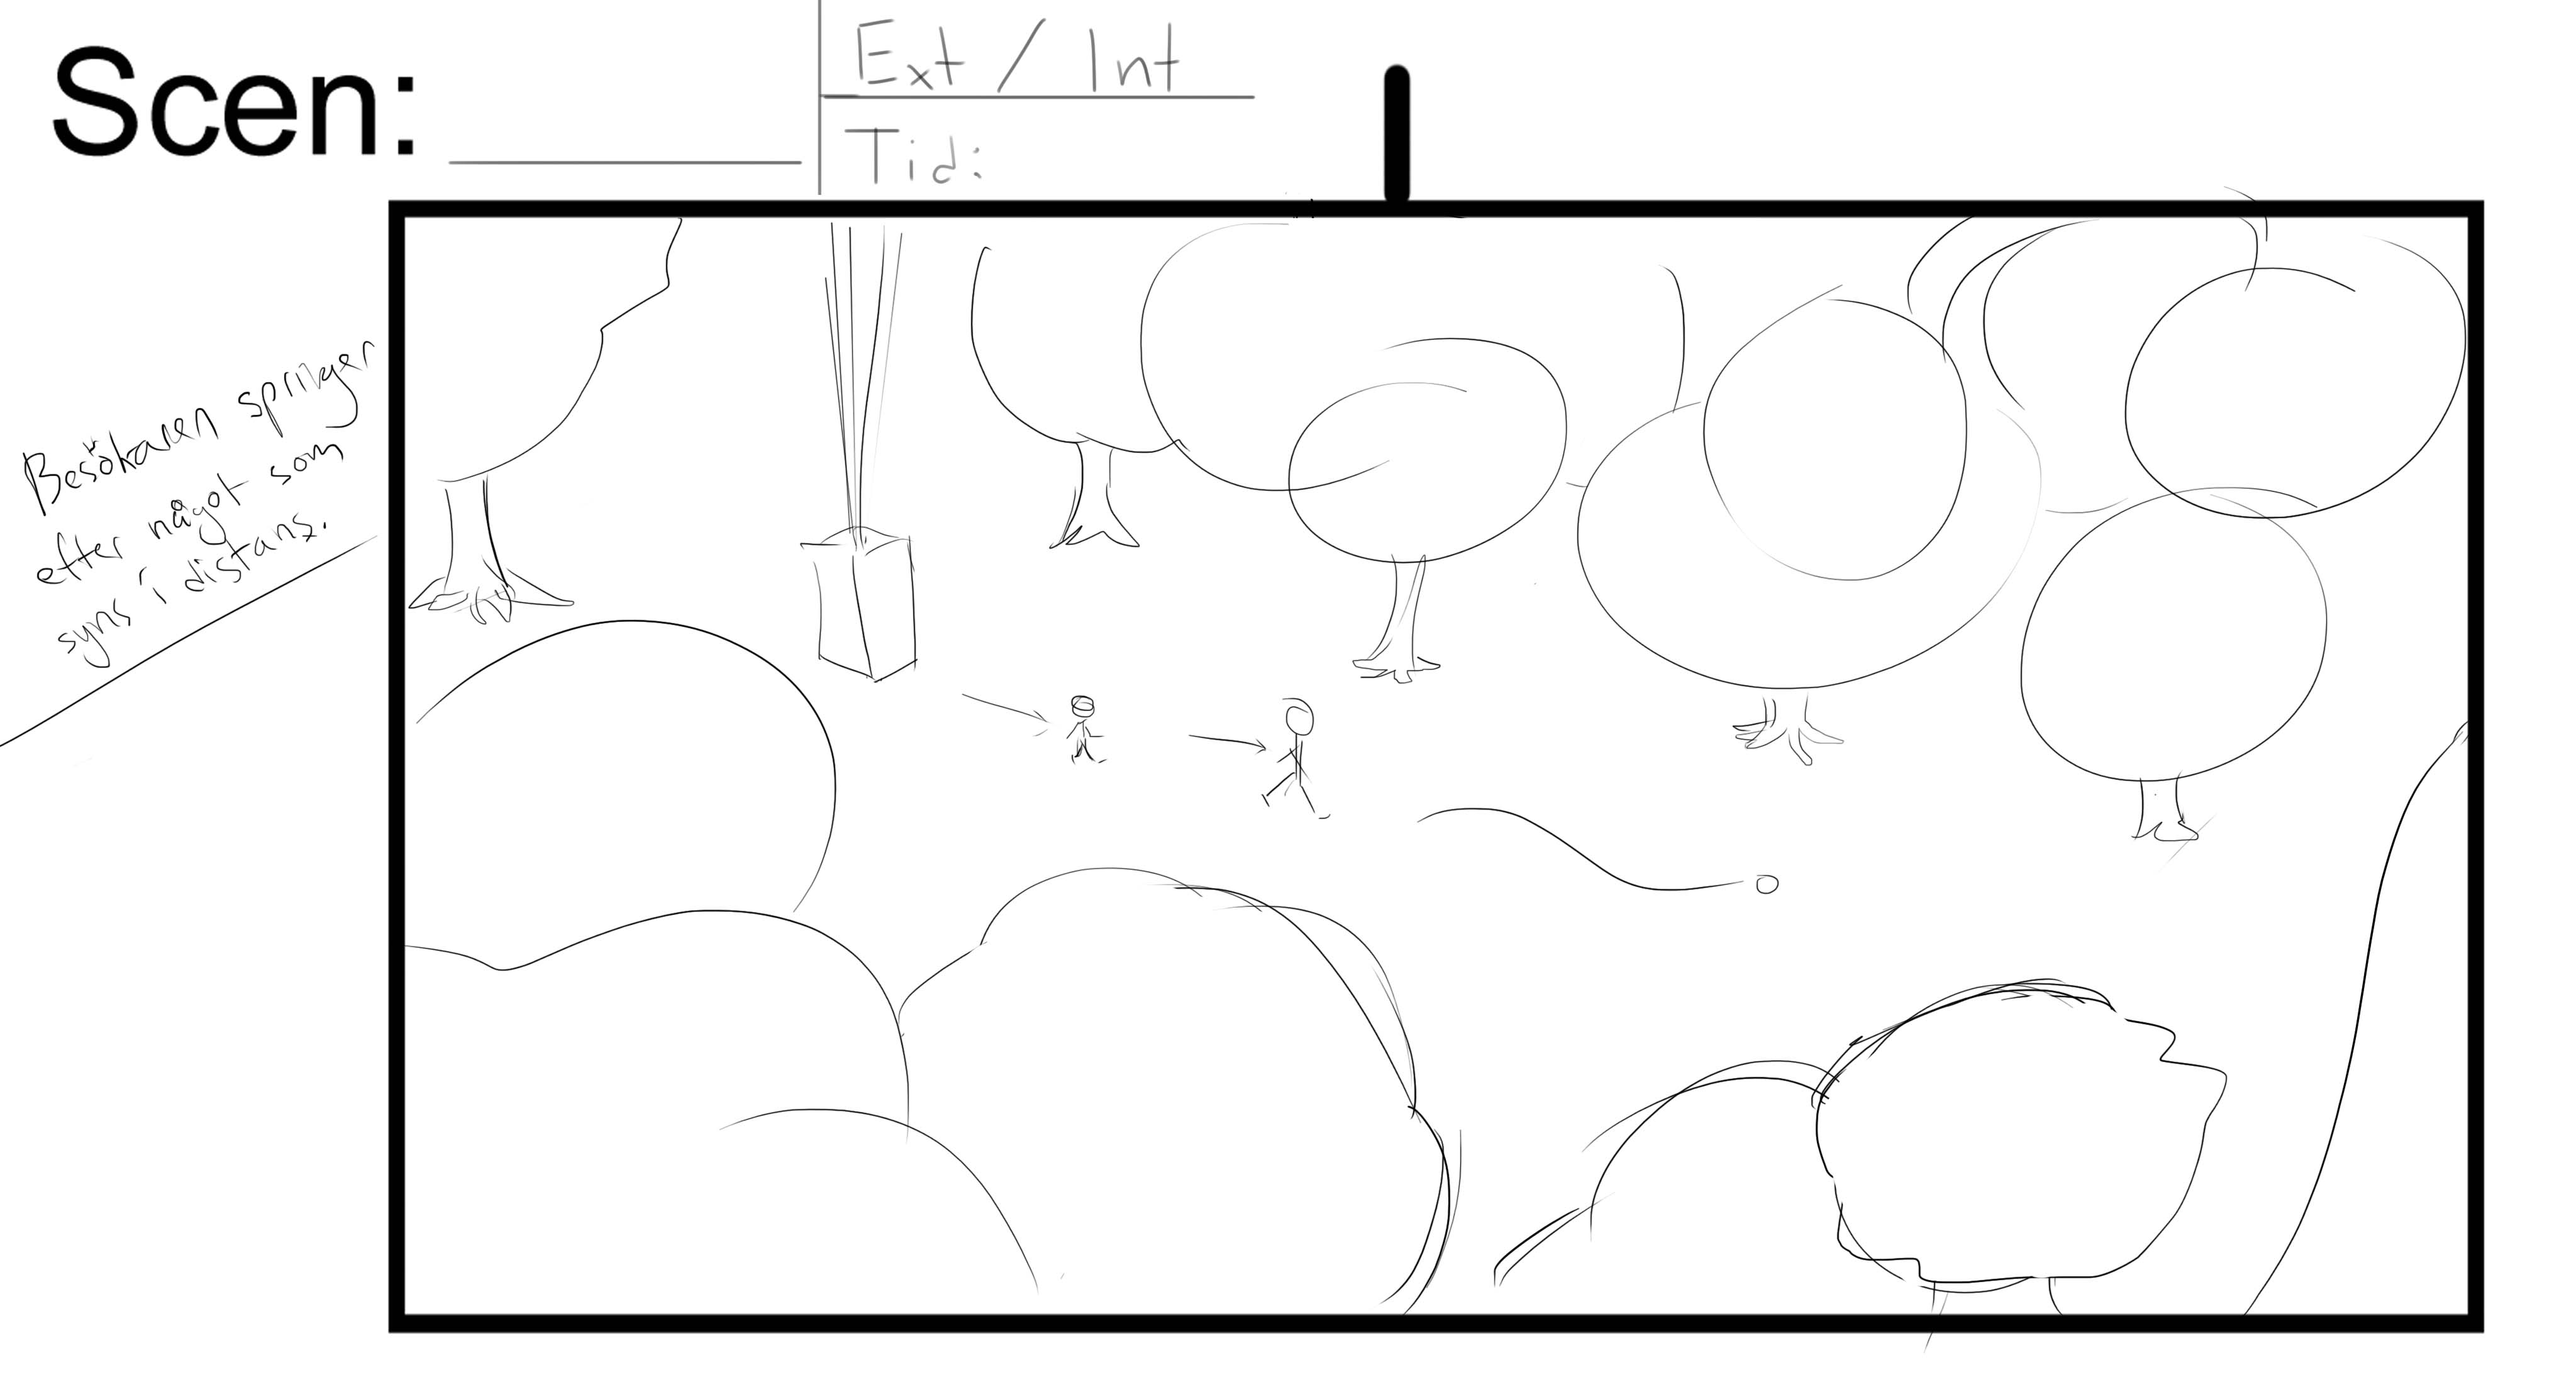 Scen:
Ext / Int
Tid:
Besökaren springer
efter något som
syns i distans.